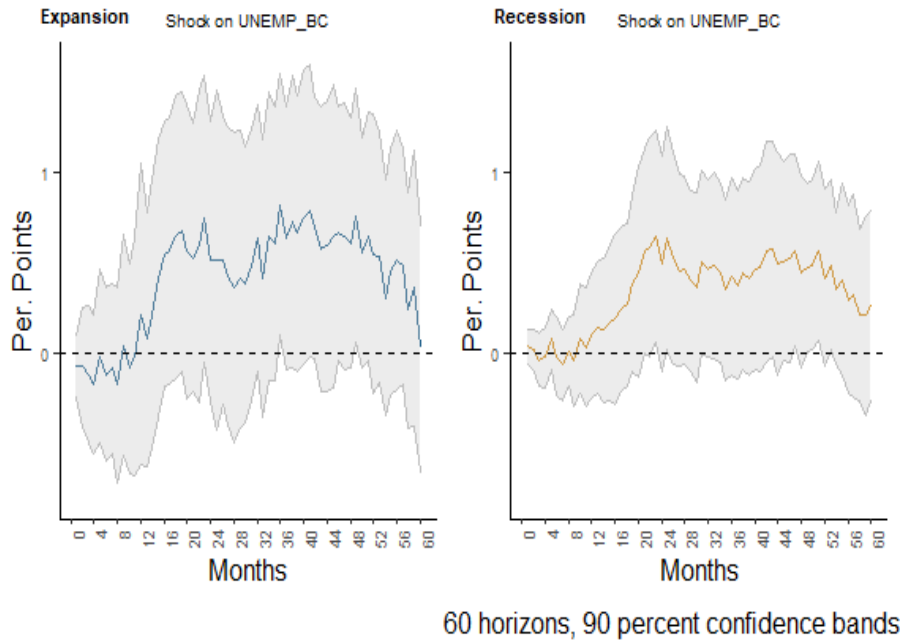 Expansion Shock on UNEMP_BC
Per. Points
1
0
0 4 8 12 16 20 24 28 32 36 40 44 48 52 56 60
Months
Recession Shock on UNEMP_BC
Per. Points
1
0
0 4 8 12 16 20 24 28 32 36 40 44 48 52 56 60
Months
60 horizons, 90 percent confidence bands